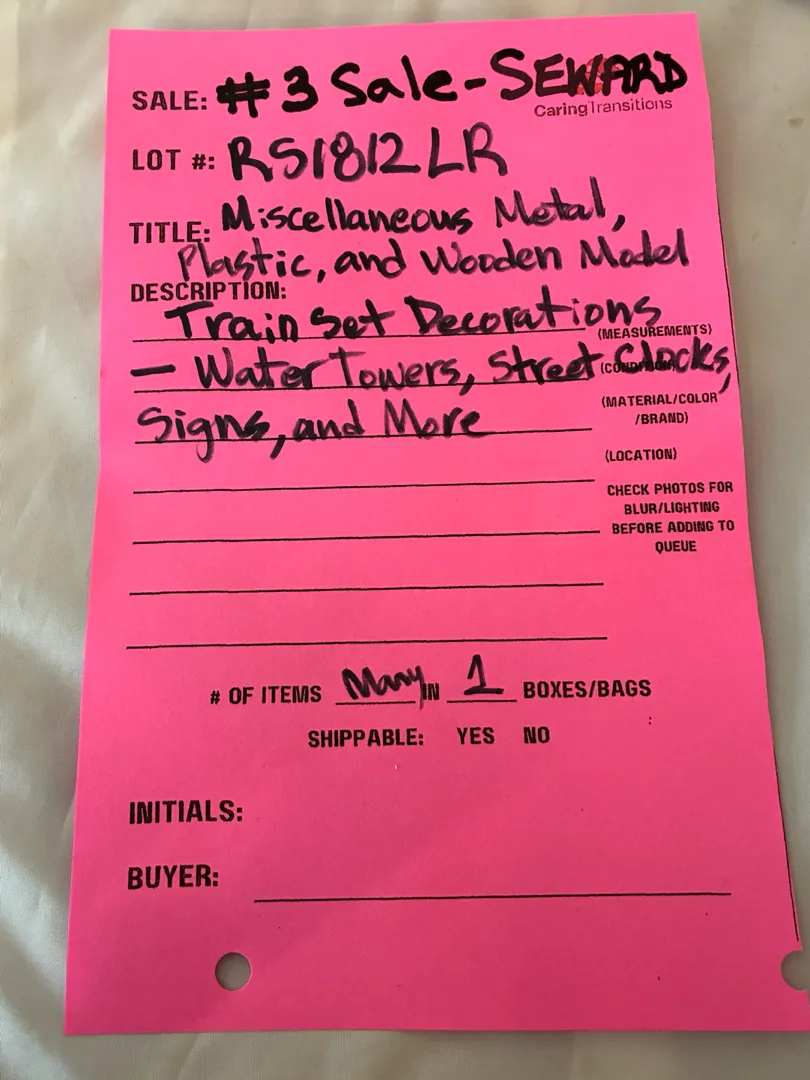 SALE: #3 Sale-SEWARD
CaringTransitions
LOT #: RS1812LR
TITLE: Miscellaneous Metal,
Plastic, and Wooden Model
DESCRIPTION:
Train Set Decorations
(MEASUREMENTS)
— Water Towers, Street Clocks,
(CONDITION)
(MATERIAL/COLOR
/BRAND)
Signs, and More
(LOCATION)
CHECK PHOTOS FOR
BLUR/LIGHTING
BEFORE ADDING TO
QUEUE
# OF ITEMS Many IN 1 BOXES/BAGS
SHIPPABLE: YES NO
INITIALS:
BUYER: